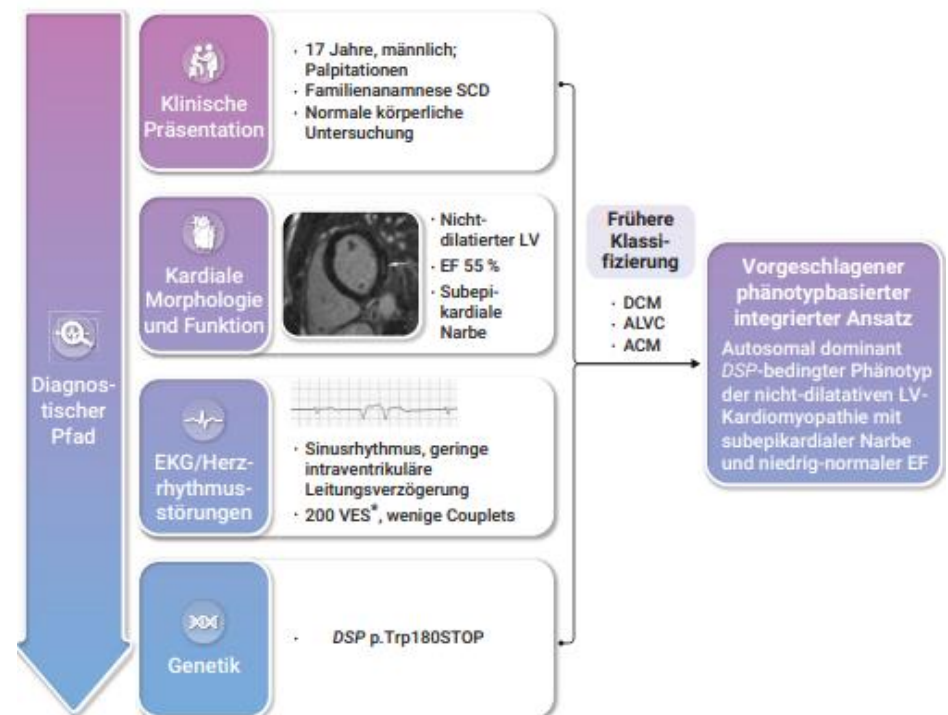 Diagnos-
tischer
Pfad
Klinische
Präsentation
· 17 Jahre, männlich;
Palpitationen
· Familienanamnese SCD
· Normale körperliche
Untersuchung
Kardiale
Morphologie
und Funktion
· Nicht-
dilatierter LV
· EF 55 %
· Subepi-
kardiale
Narbe
EKG/Herz-
rhythmus-
störungen
· Sinusrhythmus, geringe
intraventrikuläre
Leitungsverzögerung
· 200 VES*, wenige Couplets
Genetik
· DSP p.Trp180STOP
Frühere
Klassi-
fizierung
· DCM
· ALVC
· ACM
Vorgeschlagener
phänotypbasierter
integrierter Ansatz
Autosomal dominant
DSP-bedingter Phänotyp
der nicht-dilatativen LV-
Kardiomyopathie mit
subepikardialer Narbe
und niedrig-normaler EF